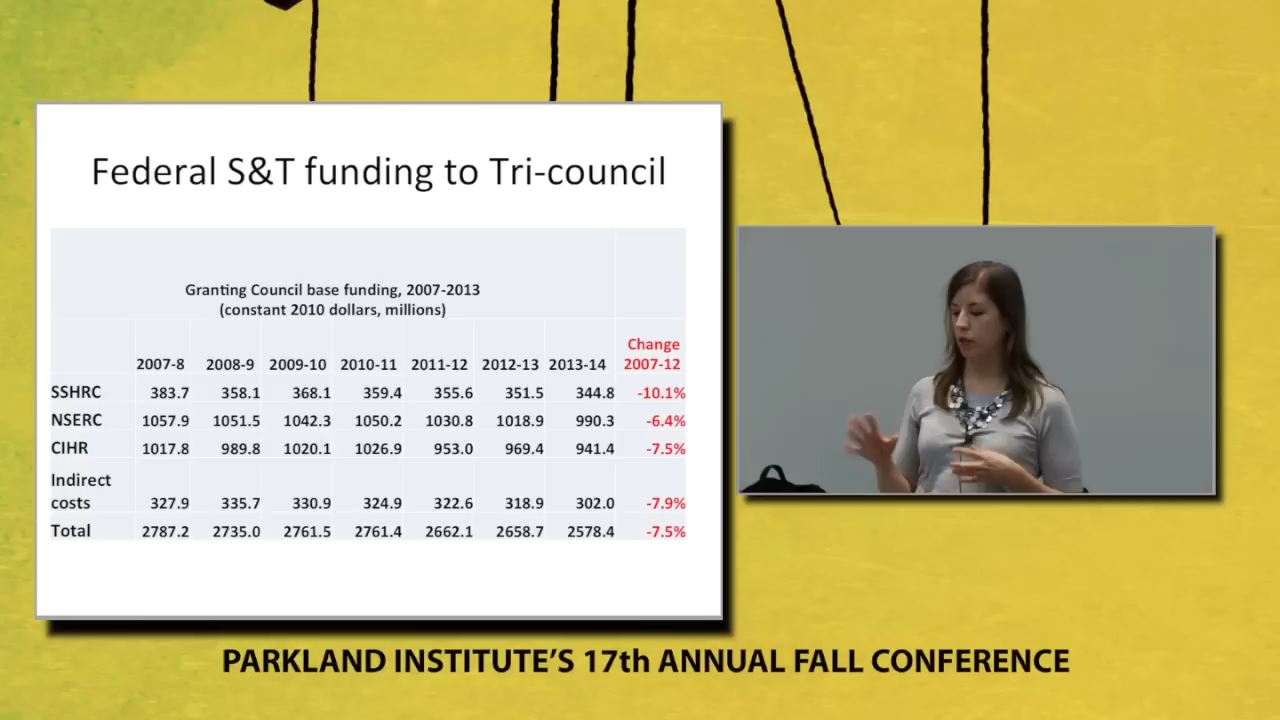 Federal S&T funding to Tri-council
Granting Council base funding, 2007-2013
(constant 2010 dollars, millions)
2007-8 2008-9 2009-10 2010-11 2011-12 2012-13 2013-14 Change 2007-12
SSHRC 383.7 358.1 368.1 359.4 355.6 351.5 344.8 -10.1%
NSERC 1057.9 1051.5 1042.3 1050.2 1030.8 1018.9 990.3 -6.4%
CIHR 1017.8 989.8 1020.1 1026.9 953.0 969.4 941.4 -7.5%
Indirect
costs 327.9 335.7 330.9 324.9 322.6 318.9 302.0 -7.9%
Total 2787.2 2735.0 2761.5 2761.4 2662.1 2658.7 2578.4 -7.5%
PARKLAND INSTITUTE'S 17th ANNUAL FALL CONFERENCE